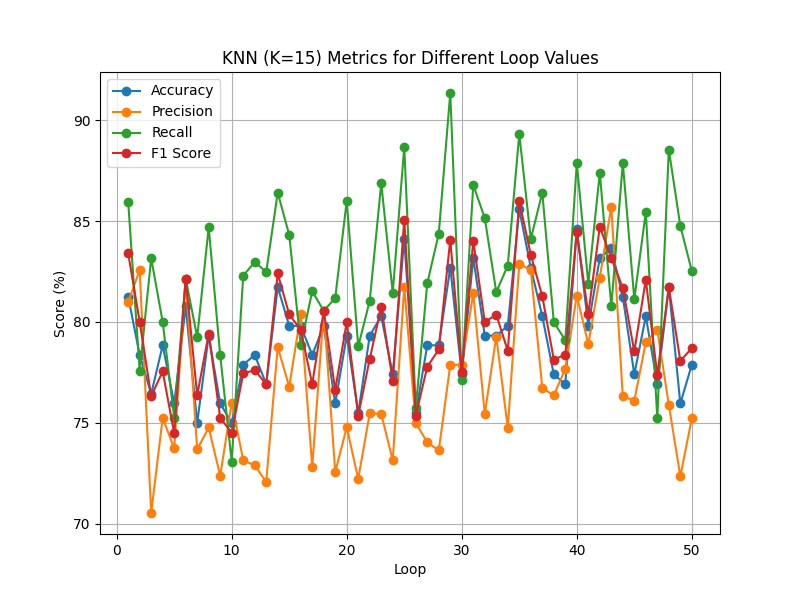 KNN (K=15) Metrics for Different Loop Values
Accuracy
Precision
Recall
F1 Score
Score (%)
90
85
80
75
70
0 10 20 30 40 50
Loop